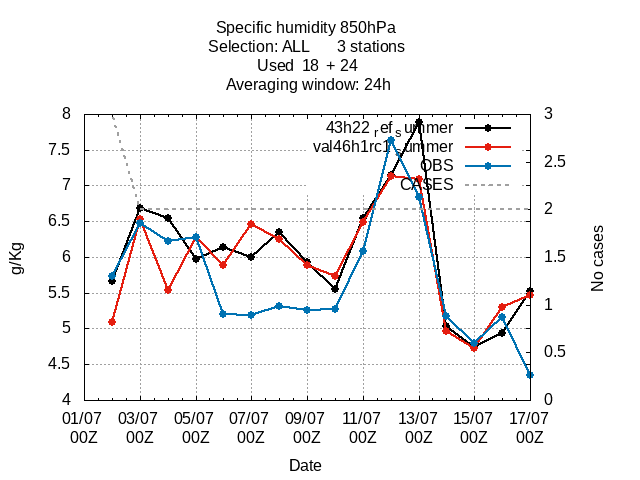 Specific humidity 850hPa
Selection: ALL 3 stations
Used 18 + 24
Averaging window: 24h
43h22refsummer
val46h1rc1summer
OBS
CASES
8
7.5
7
6.5
6
5.5
5
4.5
4
g/Kg
3
2.5
2
1.5
1
0.5
0
No cases
01/07 03/07 05/07 07/07 09/07 11/07 13/07 15/07 17/07
00Z 00Z 00Z 00Z 00Z 00Z 00Z 00Z 00Z
Date